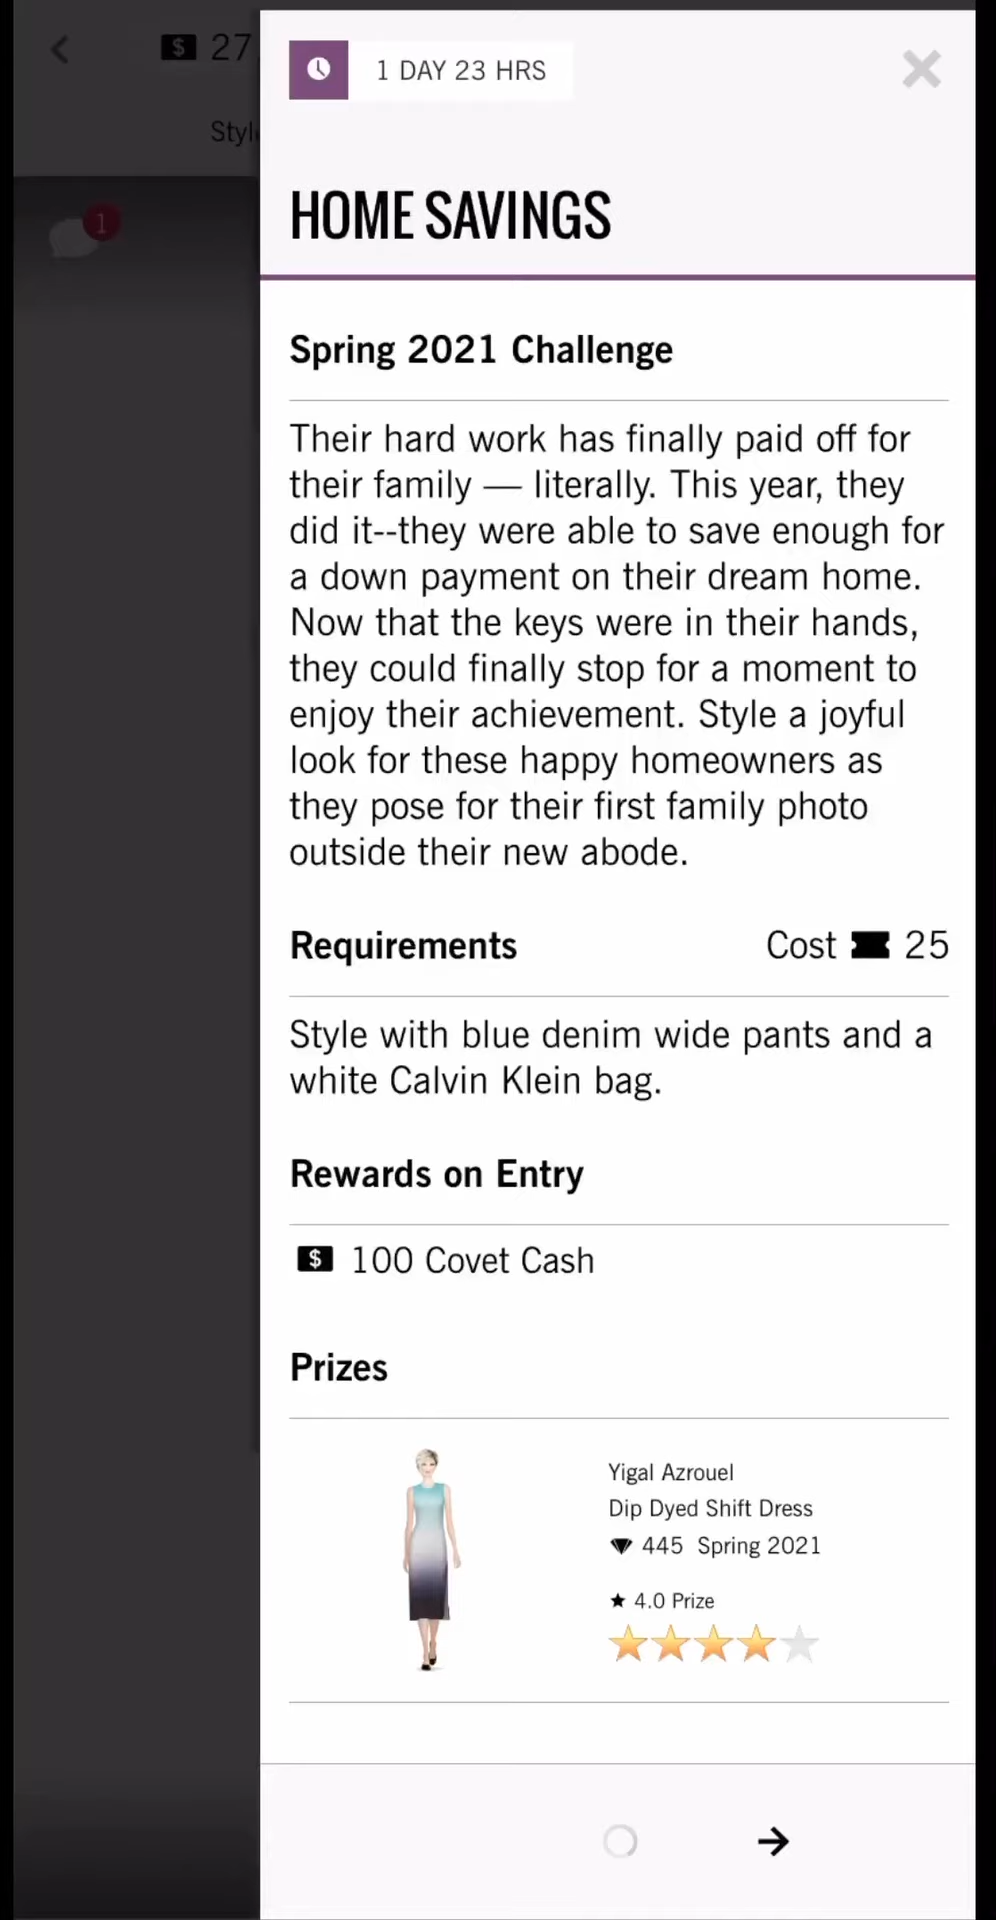 27
1 DAY 23 HRS
Styl
1
HOME SAVINGS
Spring 2021 Challenge
Their hard work has finally paid off for
their family — literally. This year, they
did it--they were able to save enough for
a down payment on their dream home.
Now that the keys were in their hands,
they could finally stop for a moment to
enjoy their achievement. Style a joyful
look for these happy homeowners as
they pose for their first family photo
outside their new abode.
Requirements Cost 25
Style with blue denim wide pants and a
white Calvin Klein bag.
Rewards on Entry
$ 100 Covet Cash
Prizes
Yigal Azrouel
Dip Dyed Shift Dress
445 Spring 2021
★ 4.0 Prize